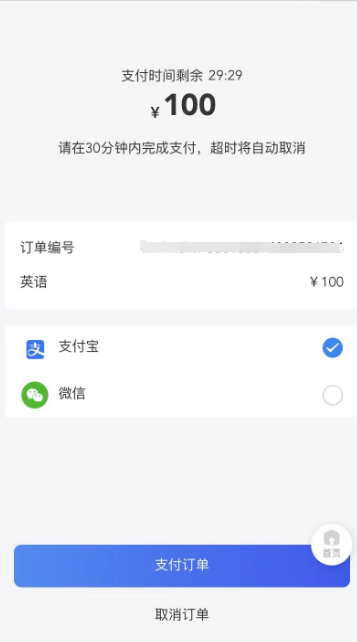 支付时间剩余 29:29
¥100
请在30分钟内完成支付，超时将自动取消
订单编号
英语 ¥100
支付宝
微信
首页
支付订单
取消订单